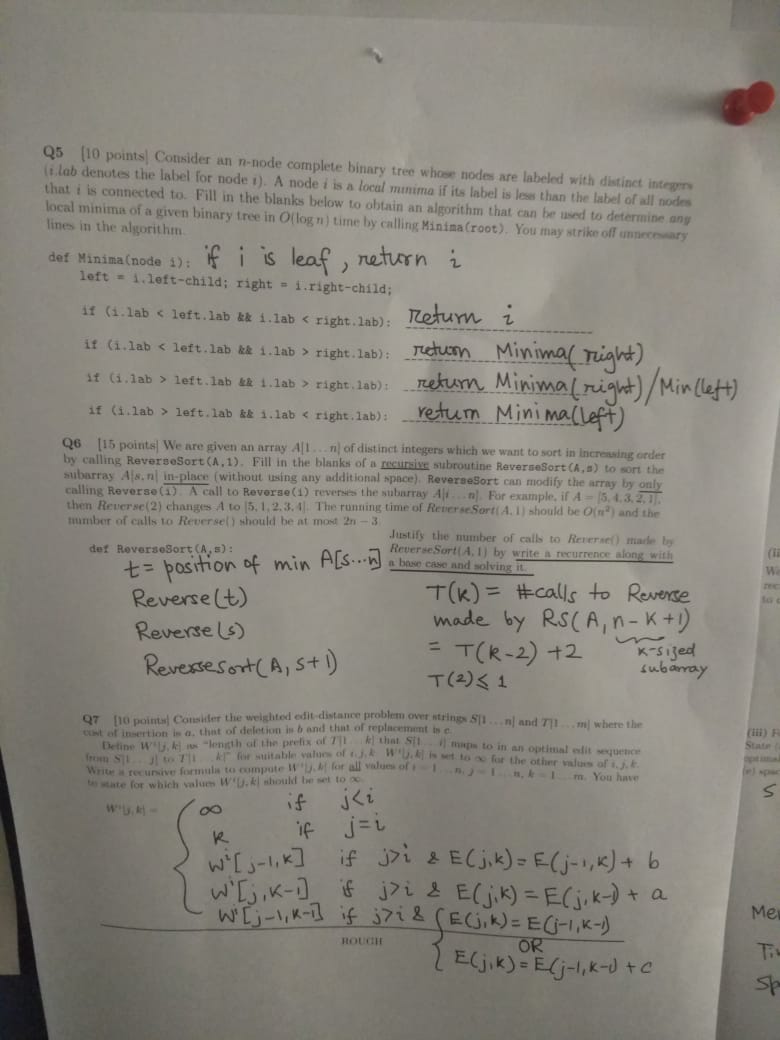 Q5 [10 points] Consider an n-node complete binary tree whose nodes are labeled with distinct integers
(i.lab denotes the label for node i). A node i is a local minima if its label is less than the label of all nodes
that i is connected to. Fill in the blanks below to obtain an algorithm that can be used to determine any
local minima of a given binary tree in O(log n) time by calling Minima(root). You may strike off unnecessary
lines in the algorithm.
def Minima(node i): if i is leaf, return i
left = i.left-child; right = i.right-child;
if (i.lab < left.lab && i.lab < right.lab): return i
if (i.lab < left.lab && i.lab > right.lab): return Minima(right)
if (i.lab > left.lab && i.lab > right.lab): return Minima(right)/Min(left)
if (i.lab > left.lab && i.lab < right.lab): return Minima(left)
Q6 [15 points] We are given an array A[1...n] of distinct integers which we want to sort in increasing order
by calling ReverseSort(A,1). Fill in the blanks of a recursive subroutine ReverseSort(A,s) to sort the
subarray A[s,n] in-place (without using any additional space). ReverseSort can modify the array by only
calling Reverse(i). A call to Reverse(i) reverses the subarray A[i...n]. For example, if A = [5,4,3,2,1],
then Reverse(2) changes A to [5,1,2,3,4]. The running time of ReverseSort(A,1) should be O(n²) and the
number of calls to Reverse() should be at most 2n − 3.
Justify the number of calls to Reverse() made by
def ReverseSort(A,s): ReverseSort(A,1) by write a recurrence along with
t = position of min A[s...n] a base case and solving it.
Reverse(t) T(k) = #calls to Reverse
Reverse(s) made by RS(A, n-k+1)
ReverseSort(A, s+1) = T(k-2) + 2 k-sized
T(2) ≤ 1 subarray
Q7 [10 points] Consider the weighted edit-distance problem over strings S[1...n] and T[1...m] where the
cost of insertion is a, that of deletion is b and that of replacement is c.
Define Wⁱ[j,k] as "length of the prefix of T[1...k] that S[1...i] maps to in an optimal edit sequence
from S[1...j] to T[1...k]" for suitable values of i,j,k. Wⁱ[j,k] is set to ∞ for the other values of i,j,k.
Write a recursive formula to compute Wⁱ[j,k] for all values of i = 1...n, j = 1...n, k = 1...m. You have
to state for which values Wⁱ[j,k] should be set to ∞.
Wⁱ[j,k] = ∞ if j<i
k if j=i
Wⁱ[j-1,k] if j>i & E(j,k) = E(j-1,k) + b
Wⁱ[j,k-1] if j>i & E(j,k) = E(j,k-1) + a
Wⁱ[j-1,k-1] if j>i & E(j,k) = E(j-1,k-1)
ROUGH OR
E(j,k) = E(j-1,k-1) + c
(iii)
State
S
Me
Ti
Sp